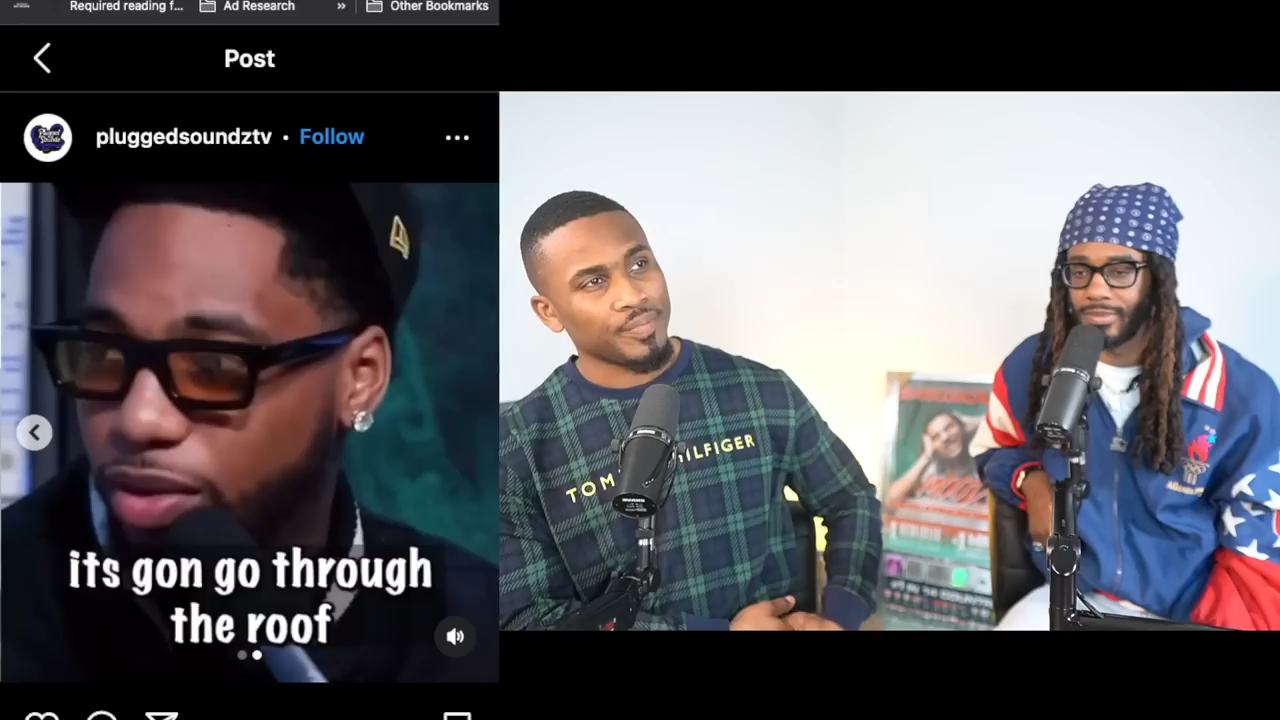 Required reading f...
Ad Research
»
Other Bookmarks
Post
pluggedsoundztv • Follow
its gon go through
the roof
TOM HILFIGER